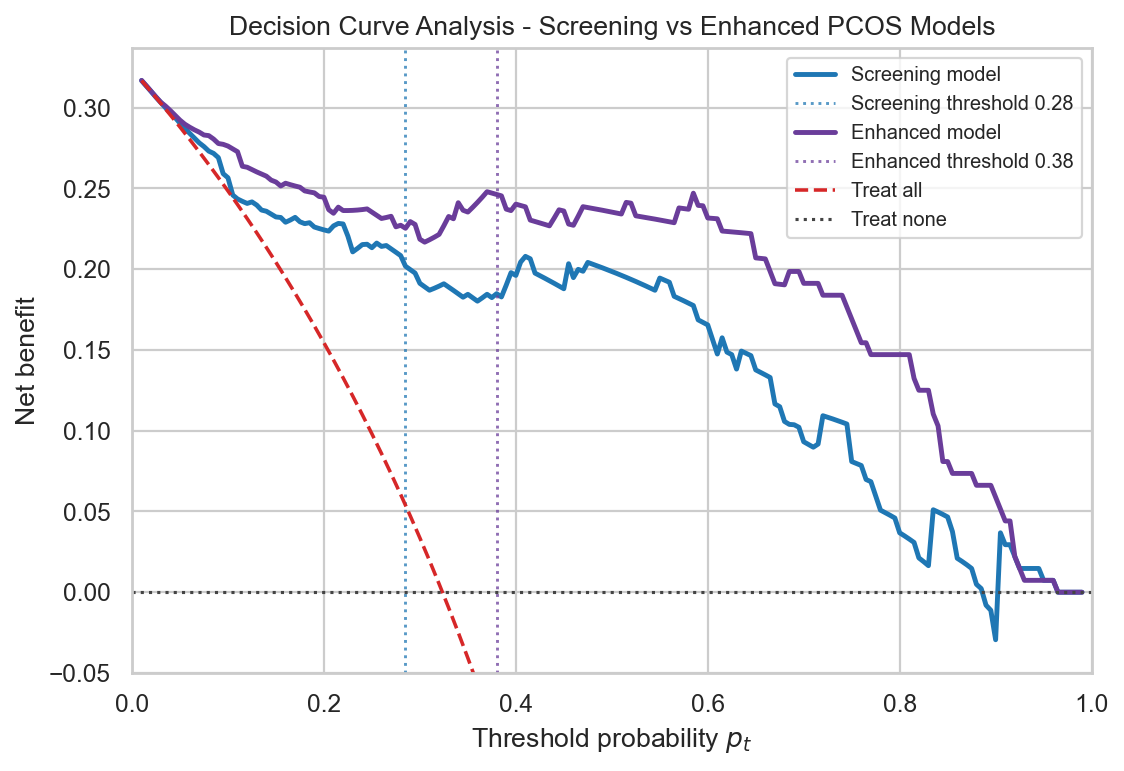 Decision Curve Analysis - Screening vs Enhanced PCOS Models
Screening model
Screening threshold 0.28
Enhanced model
Enhanced threshold 0.38
Treat all
Treat none
Net benefit
0.30
0.25
0.20
0.15
0.10
0.05
0.00
−0.05
0.0 0.2 0.4 0.6 0.8 1.0
Threshold probability pₜ